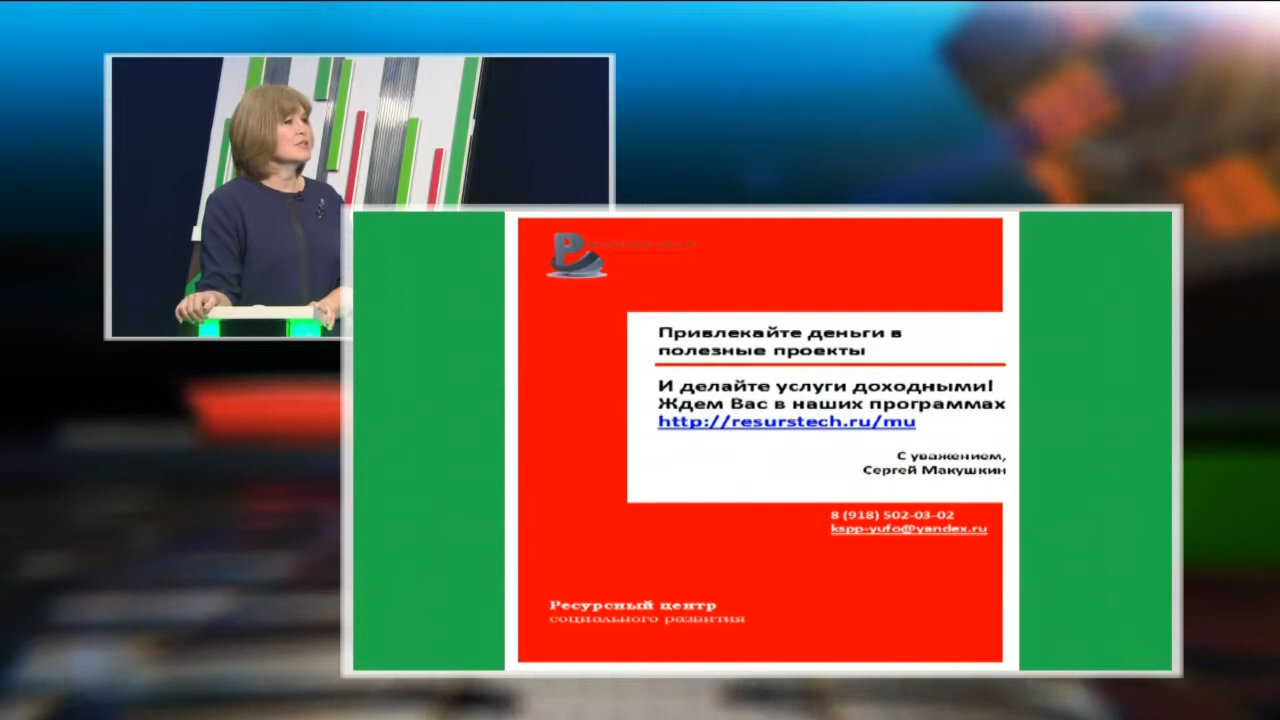 Привлекайте деньги в
полезные проекты
И делайте услуги доходными!
Ждем Вас в наших программах
http://resurstech.ru/mu
С уважением,
Сергей Макушкин
8 (918) 502-03-02
kspp-yufo@yandex.ru
Ресурсный центр
социального развития